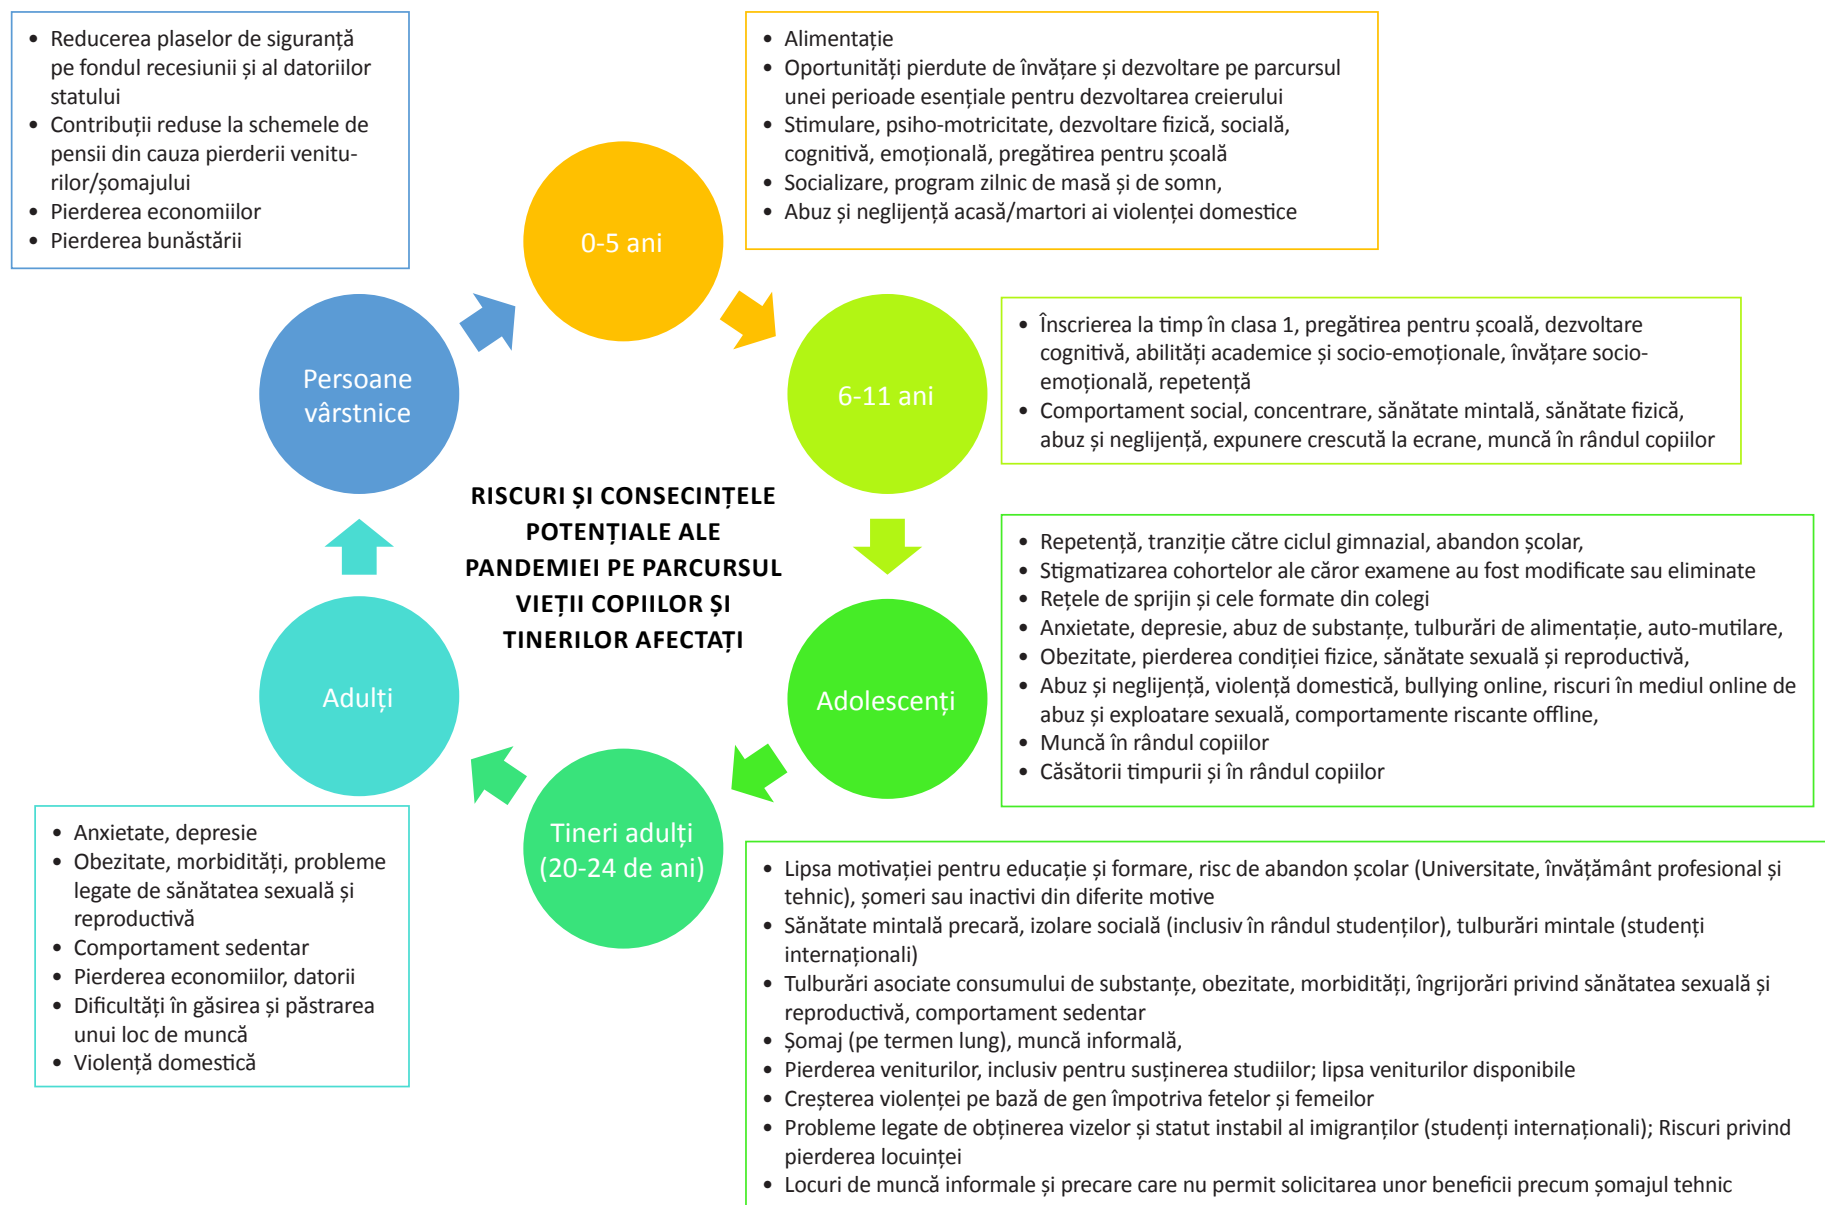 • Reducerea plaselor de siguranță
pe fondul recesiunii și al datoriilor
statului
• Contribuții reduse la schemele de
pensii din cauza pierderii venitu-
rilor/șomajului
• Pierderea economiilor
• Pierderea bunăstării
• Alimentație
• Oportunități pierdute de învățare și dezvoltare pe parcursul
unei perioade esențiale pentru dezvoltarea creierului
• Stimulare, psiho-motricitate, dezvoltare fizică, socială,
cognitivă, emoțională, pregătirea pentru școală
• Socializare, program zilnic de masă și de somn,
• Abuz și neglijență acasă/martori ai violenței domestice
0-5 ani
• Înscrierea la timp în clasa 1, pregătirea pentru școală, dezvoltare
cognitivă, abilități academice și socio-emoționale, învățare socio-
emoțională, repetență
• Comportament social, concentrare, sănătate mintală, sănătate fizică,
abuz și neglijență, expunere crescută la ecrane, muncă în rândul copiilor
Persoane
vârstnice
6-11 ani
RISCURI ȘI CONSECINȚELE
POTENȚIALE ALE
PANDEMIEI PE PARCURSUL
VIEȚII COPIILOR ȘI
TINERILOR AFECTAȚI
• Repetență, tranziție către ciclul gimnazial, abandon școlar,
• Stigmatizarea cohortelor ale căror examene au fost modificate sau eliminate
• Rețele de sprijin și cele formate din colegi
• Anxietate, depresie, abuz de substanțe, tulburări de alimentație, auto-mutilare,
• Obezitate, pierderea condiției fizice, sănătate sexuală și reproductivă,
• Abuz și neglijență, violență domestică, bullying online, riscuri în mediul online de
abuz și exploatare sexuală, comportamente riscante offline,
• Muncă în rândul copiilor
• Căsătorii timpurii și în rândul copiilor
Adulți
Adolescenți
Tineri adulți
(20-24 de ani)
• Anxietate, depresie
• Obezitate, morbidități, probleme
legate de sănătatea sexuală și
reproductivă
• Comportament sedentar
• Pierderea economiilor, datorii
• Dificultăți în găsirea și păstrarea
unui loc de muncă
• Violență domestică
• Lipsa motivației pentru educație și formare, risc de abandon școlar (Universitate, învățământ profesional și
tehnic), șomeri sau inactivi din diferite motive
• Sănătate mintală precară, izolare socială (inclusiv în rândul studenților), tulburări mintale (studenți
internaționali)
• Tulburări asociate consumului de substanțe, obezitate, morbidități, îngrijorări privind sănătatea sexuală și
reproductivă, comportament sedentar
• Șomaj (pe termen lung), muncă informală,
• Pierderea veniturilor, inclusiv pentru susținerea studiilor; lipsa veniturilor disponibile
• Creșterea violenței pe bază de gen împotriva fetelor și femeilor
• Probleme legate de obținerea vizelor și statut instabil al imigranților (studenți internaționali); Riscuri privind
pierderea locuinței
• Locuri de muncă informale și precare care nu permit solicitarea unor beneficii precum șomajul tehnic